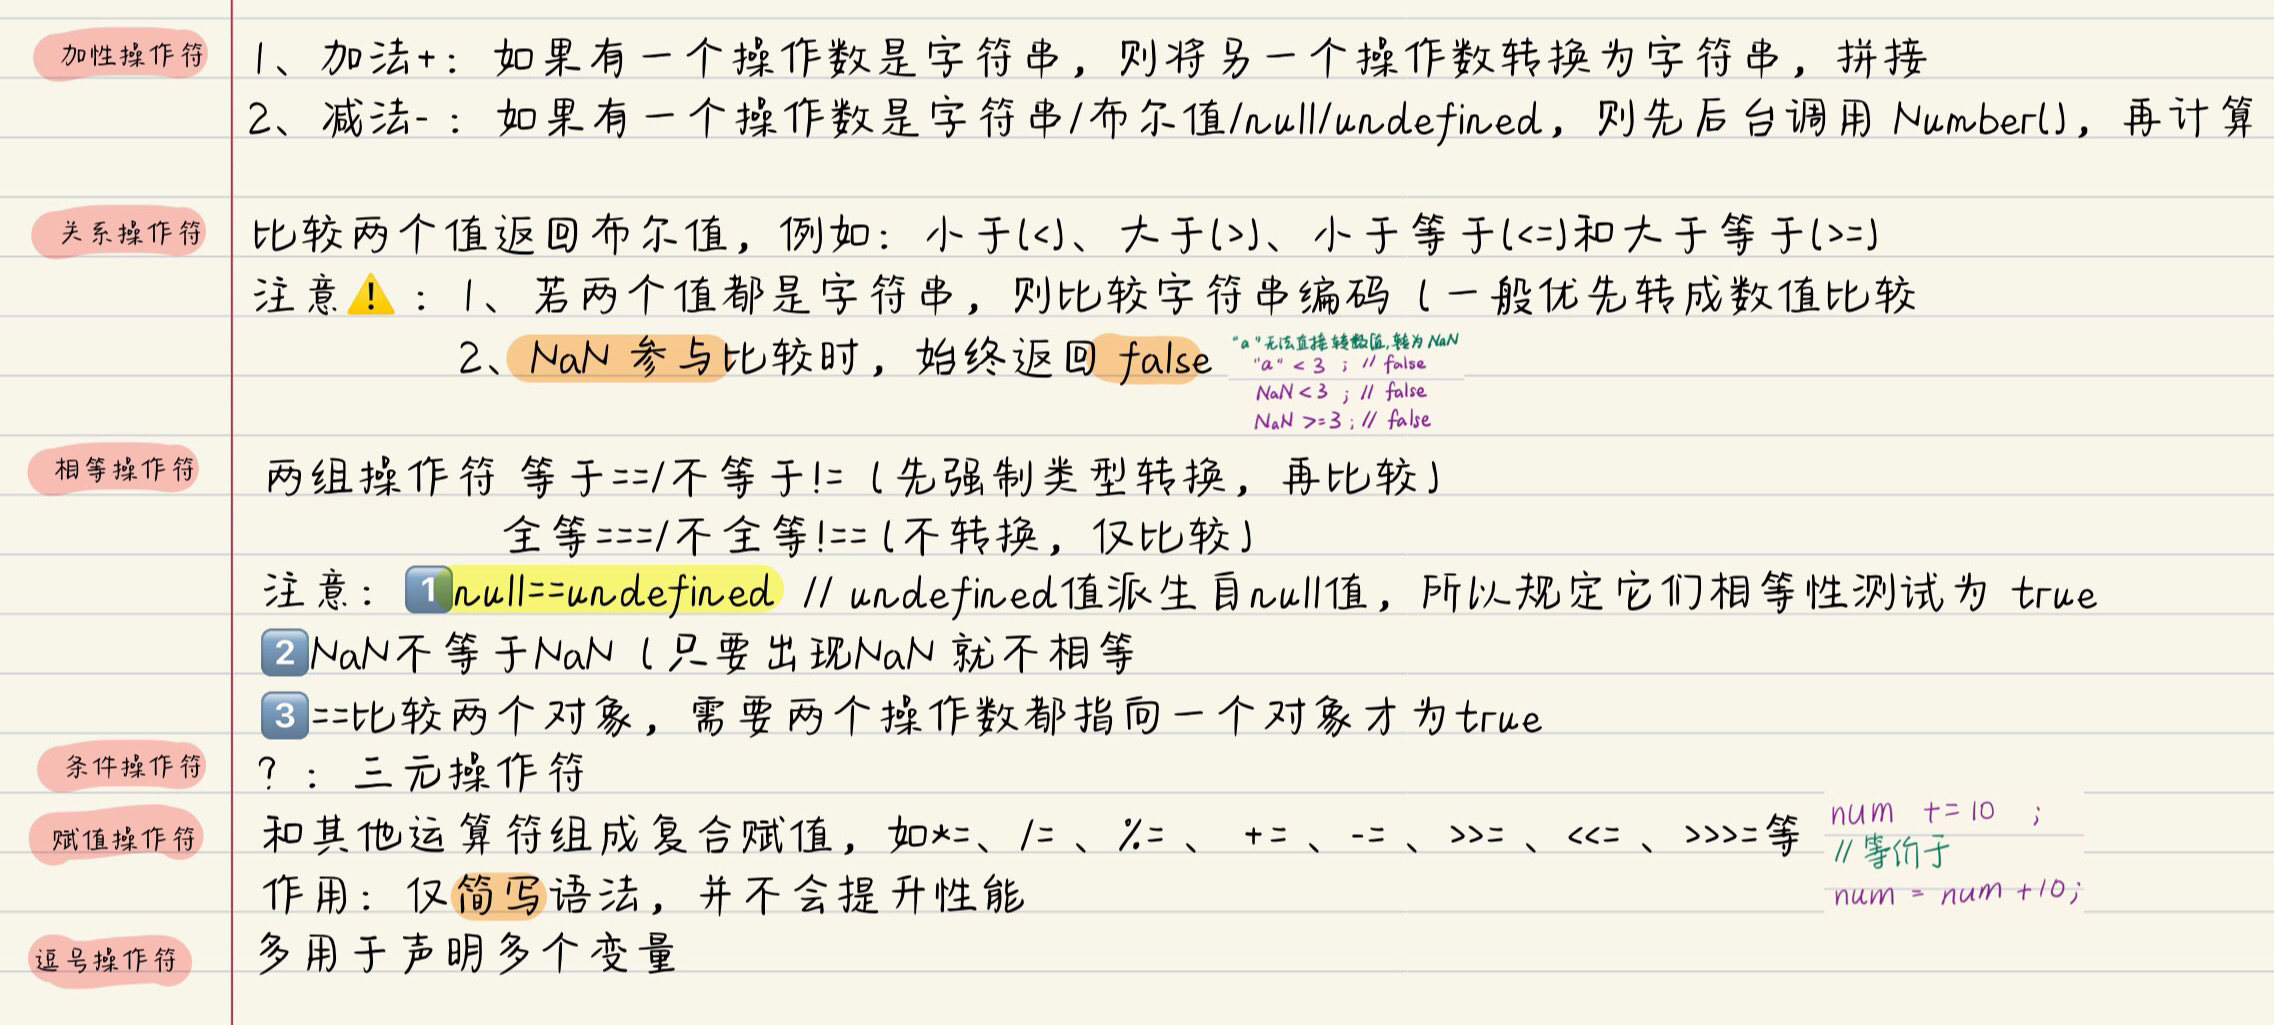 加性操作符
1、加法+：如果有一个操作数是字符串，则将另一个操作数转换为字符串，拼接
2、减法-：如果有一个操作数是字符串/布尔值/null/undefined，则先后台调用 Number()，再计算
关系操作符
比较两个值返回布尔值，例如：小于(<)、大于(>)、小于等于(<=)和大于等于(>=)
注意⚠️：1、若两个值都是字符串，则比较字符串编码（一般优先转成数值比较
2、NaN 参与比较时，始终返回 false
"a"无法直接转数值,转为NaN
"a" < 3 ; // false
NaN < 3 ; // false
NaN >= 3 ; // false
相等操作符
两组操作符 等于==/不等于!=（先强制类型转换，再比较）
全等===/不全等!==（不转换，仅比较）
注意：1️⃣null==undefined // undefined值派生自null值，所以规定它们相等性测试为 true
2️⃣NaN不等于NaN（只要出现NaN 就不相等
3️⃣==比较两个对象，需要两个操作数都指向一个对象才为true
条件操作符
？：三元操作符
赋值操作符
和其他运算符组成复合赋值，如*=、/=、%=、+=、-=、>>=、<<=、>>>=等
num += 10 ;
// 等价于
num = num + 10;
作用：仅简写语法，并不会提升性能
逗号操作符
多用于声明多个变量